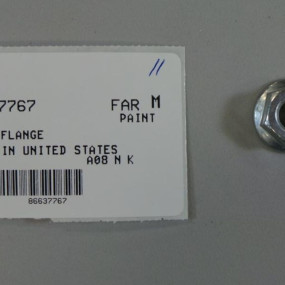 7767 FAR M
PAINT
FLANGE
IN UNITED STATES
A08 N K
86637767
11